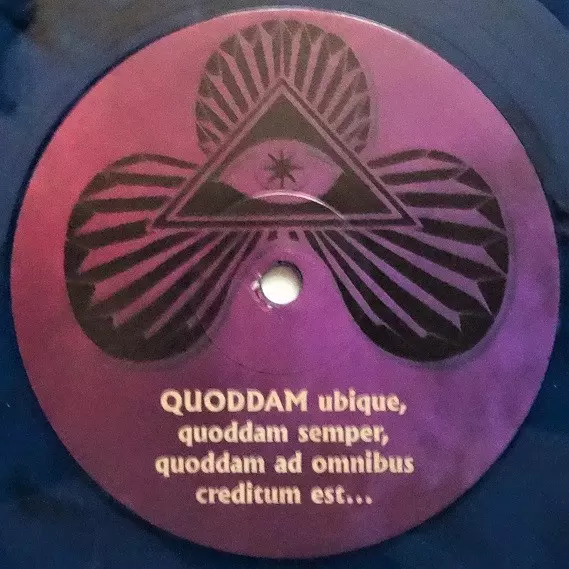 QUODDAM ubique,
quoddam semper,
quoddam ad omnibus
creditum est...